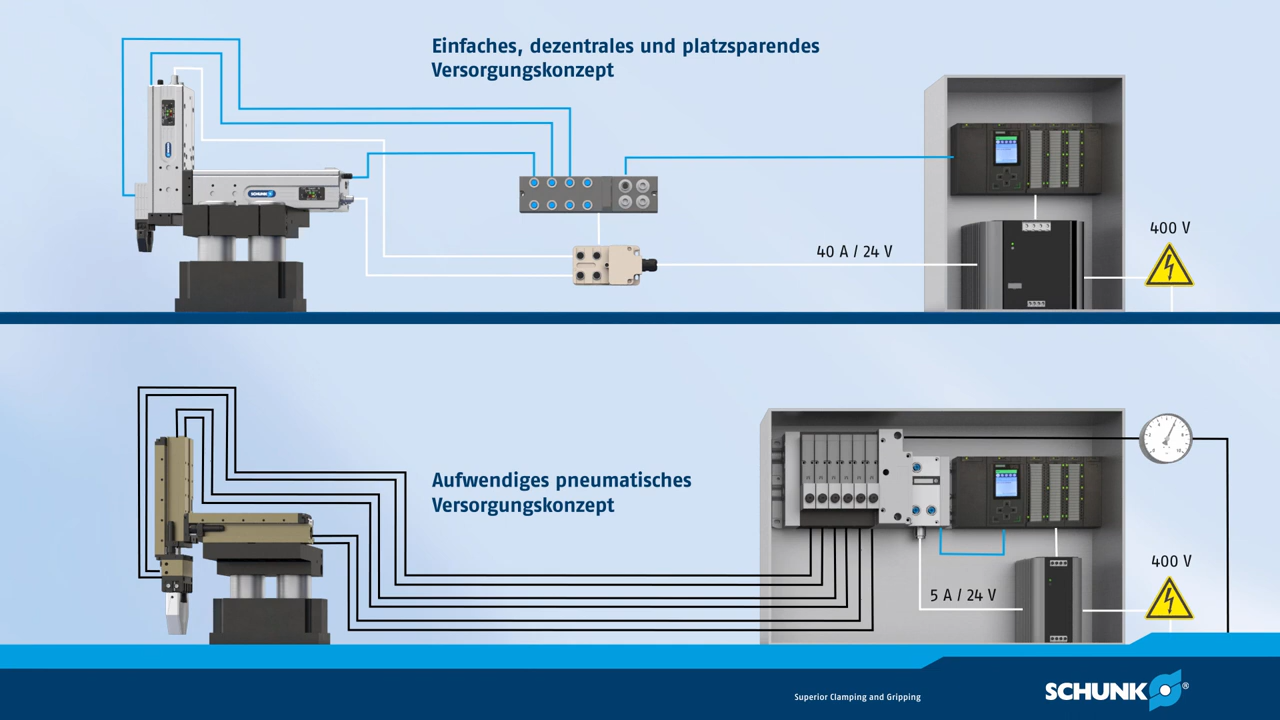 Einfaches, dezentrales und platzsparendes
Versorgungskonzept
SCHUNK
40 A / 24 V
400 V
Aufwendiges pneumatisches
Versorgungskonzept
5 A / 24 V
400 V
Superior Clamping and Gripping
SCHUNK®